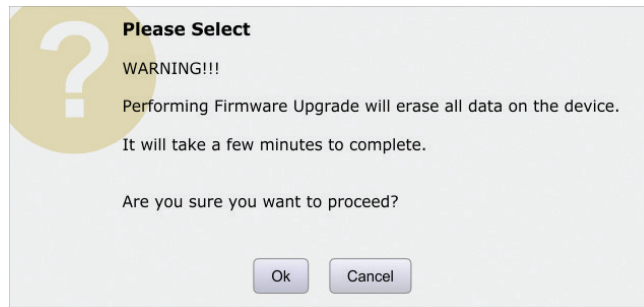 Please Select
WARNING!!!
Performing Firmware Upgrade will erase all data on the device.
It will take a few minutes to complete.
Are you sure you want to proceed?
Ok Cancel